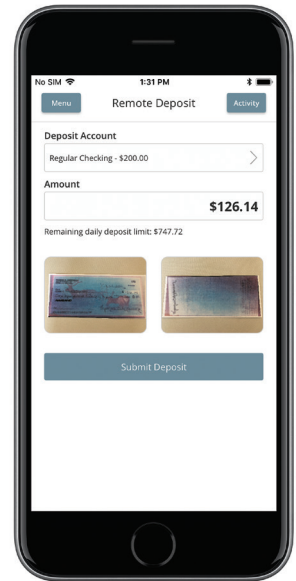 No SIM 1:31 PM
Menu Remote Deposit Activity
Deposit Account
Regular Checking - $200.00
Amount
$126.14
Remaining daily deposit limit: $747.72
Submit Deposit